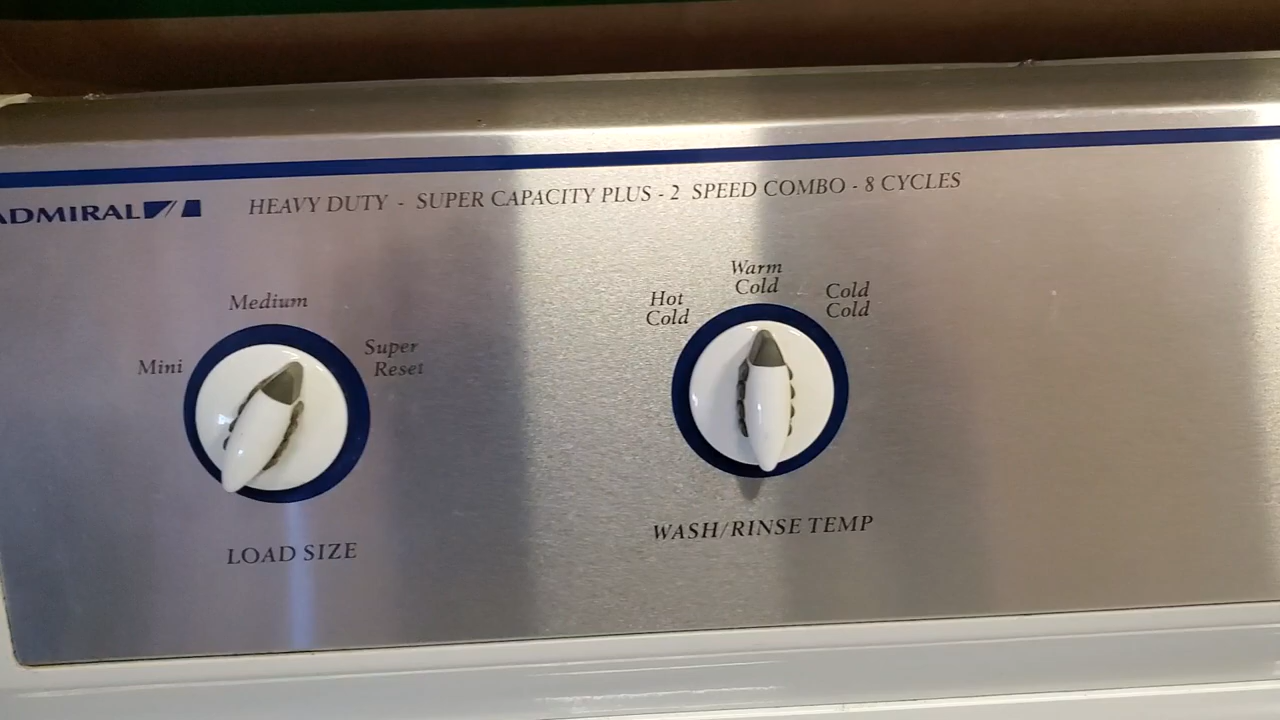 ADMIRAL
HEAVY DUTY - SUPER CAPACITY PLUS - 2 SPEED COMBO - 8 CYCLES
Mini
Medium
Super
Reset
LOAD SIZE
Hot
Cold
Warm
Cold
Cold
Cold
WASH/RINSE TEMP